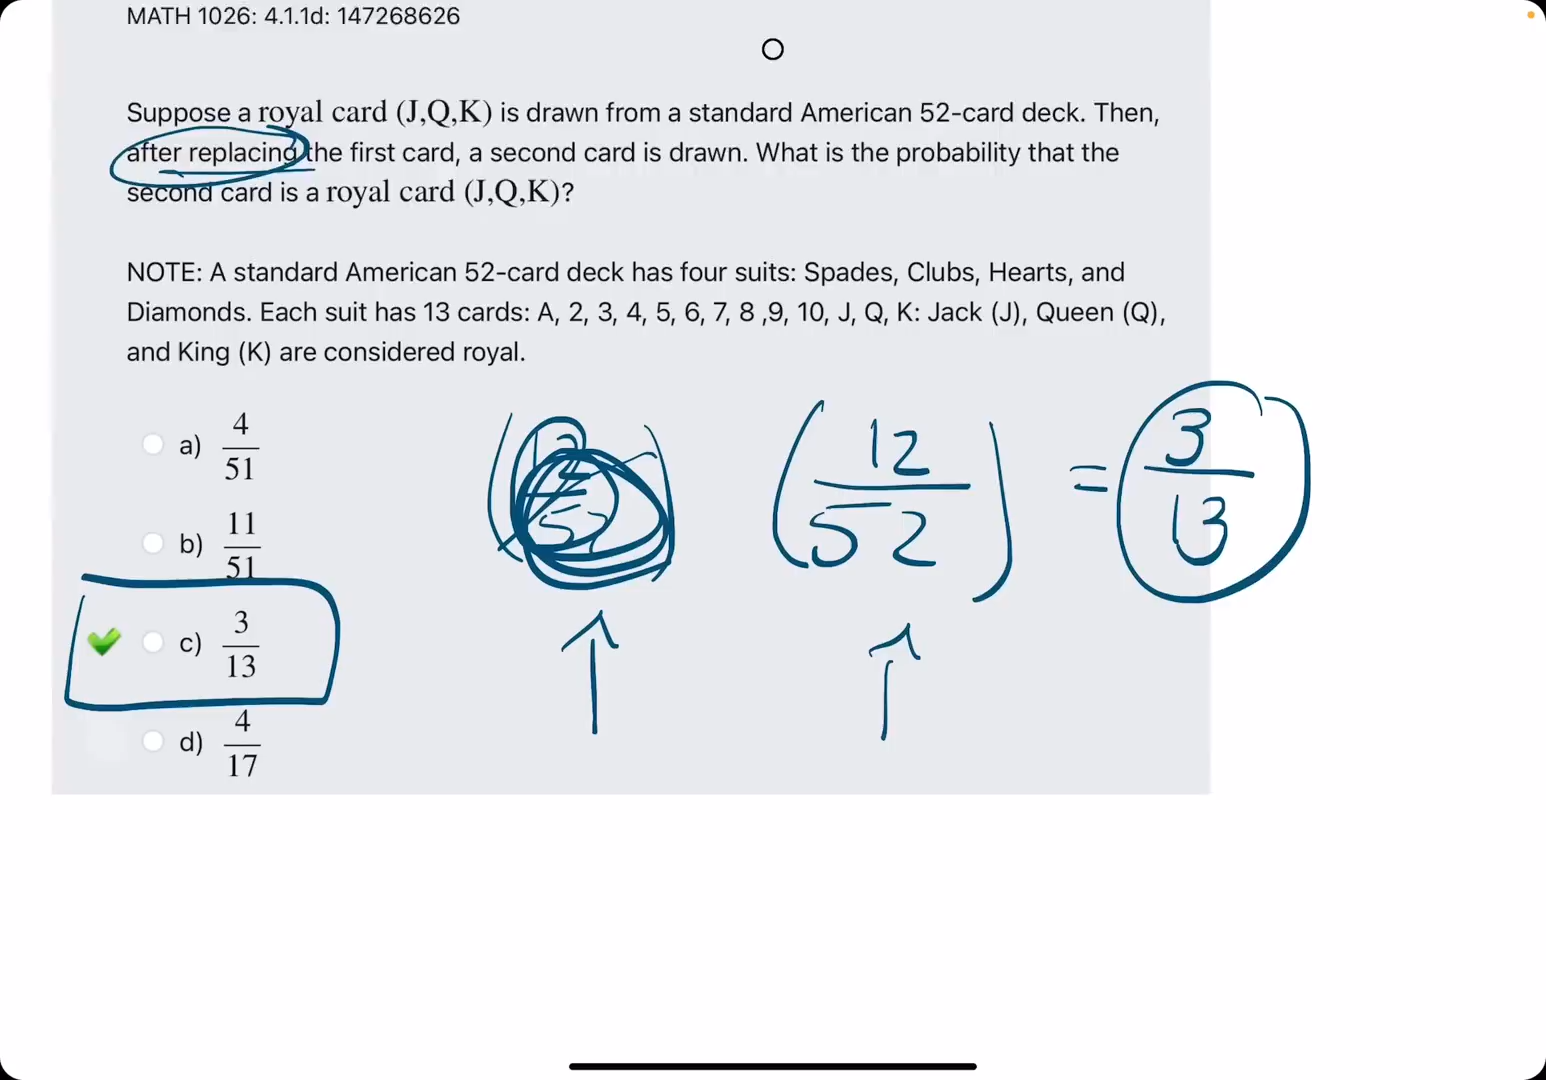 MATH 1026: 4.1.1d: 147268626
Suppose a royal card (J,Q,K) is drawn from a standard American 52-card deck. Then,
after replacing the first card, a second card is drawn. What is the probability that the
second card is a royal card (J,Q,K)?
NOTE: A standard American 52-card deck has four suits: Spades, Clubs, Hearts, and
Diamonds. Each suit has 13 cards: A, 2, 3, 4, 5, 6, 7, 8 ,9, 10, J, Q, K: Jack (J), Queen (Q),
and King (K) are considered royal.
a) 4/51
b) 11/51
c) 3/13
d) 4/17
(12/52) = 3/13